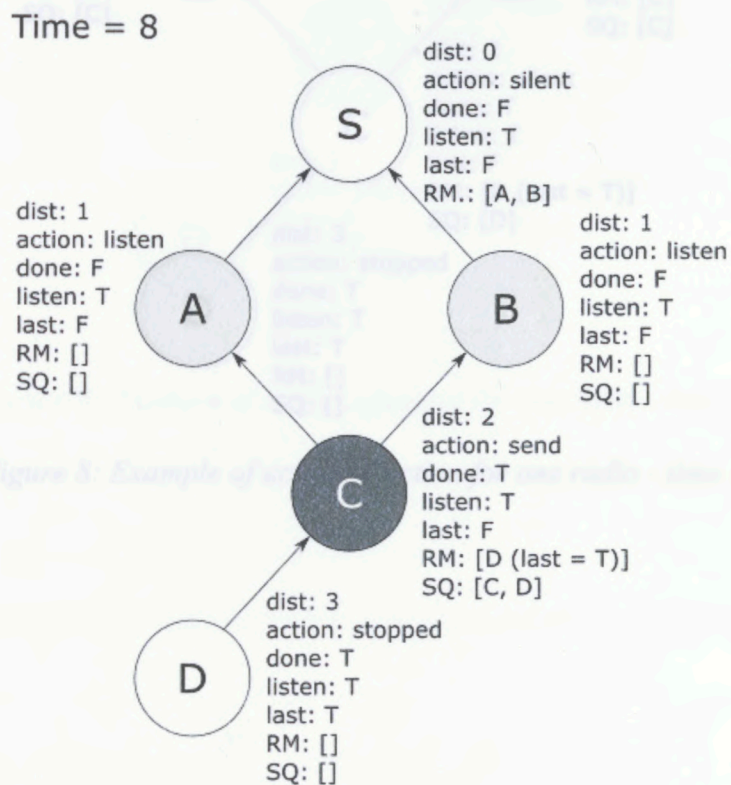 Time = 8
dist: 0
action: silent
done: F
listen: T
last: F
RM.: [A, B]
S
dist: 1
action: listen
done: F
listen: T
last: F
RM: []
SQ: []
A
B
dist: 1
action: listen
done: F
listen: T
last: F
RM: []
SQ: []
C
dist: 2
action: send
done: T
listen: T
last: F
RM: [D (last = T)]
SQ: [C, D]
D
dist: 3
action: stopped
done: T
listen: T
last: T
RM: []
SQ: []